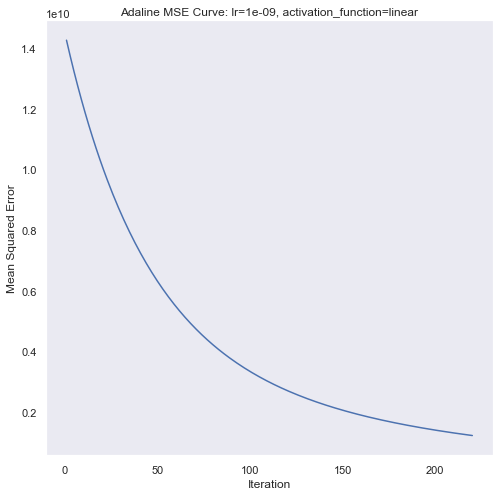 Adaline MSE Curve: lr=1e-09, activation_function=linear
1e10
1.4
1.2
1.0
0.8
0.6
0.4
0.2
Mean Squared Error
0 50 100 150 200
Iteration